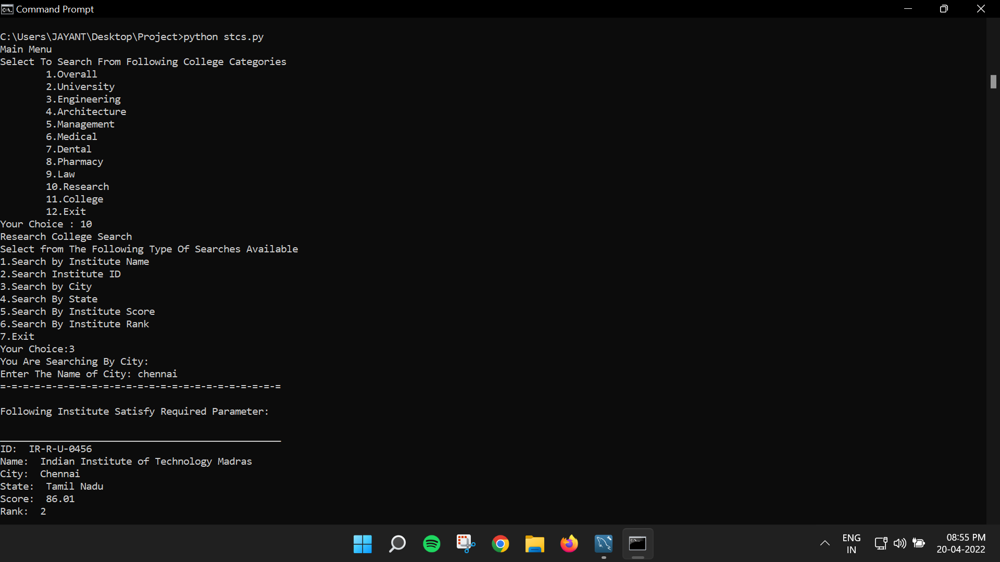 Command Prompt
C:\Users\JAYANT\Desktop\Project>python stcs.py
Main Menu
Select To Search From Following College Categories
1.Overall
2.University
3.Engineering
4.Architecture
5.Management
6.Medical
7.Dental
8.Pharmacy
9.Law
10.Research
11.College
12.Exit
Your Choice : 10
Research College Search
Select from The Following Type Of Searches Available
1.Search by Institute Name
2.Search Institute ID
3.Search by City
4.Search By State
5.Search By Institute Score
6.Search By Institute Rank
7.Exit
Your Choice:3
You Are Searching By City:
Enter The Name of City: chennai
=-=-=-=-=-=-=-=-=-=-=-=-=-=-=-=-=-=-=-=-=-=-=-=-=
Following Institute Satisfy Required Parameter:
ID:  IR-R-U-0456
Name:  Indian Institute of Technology Madras
City:  Chennai
State:  Tamil Nadu
Score:  86.01
Rank:  2
ENG
IN
08:55 PM
20-04-2022